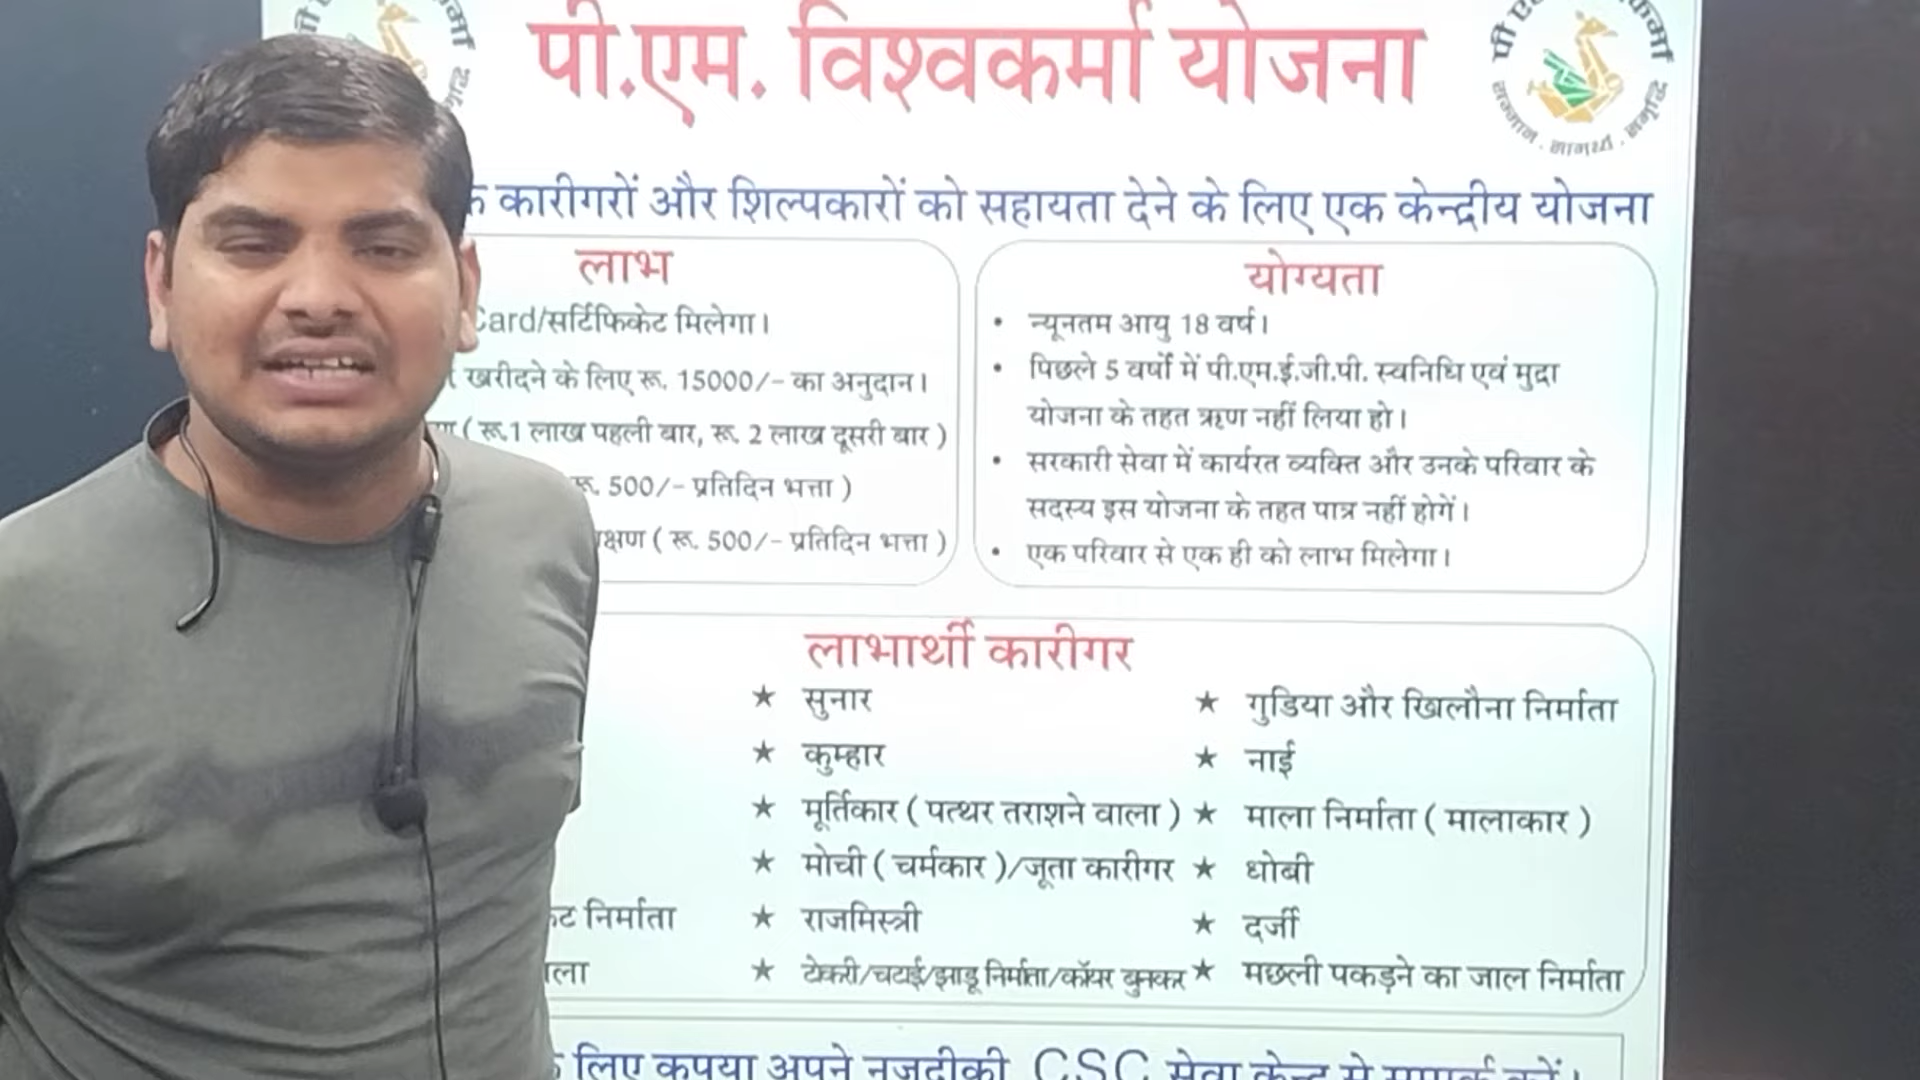 पी.एम. विश्वकर्मा योजना
कारीगरों और शिल्पकारों को सहायता देने के लिए एक केन्द्रीय योजना
लाभ
Card/सर्टिफिकेट मिलेगा।
खरीदने के लिए रू. 15000/- का अनुदान।
( रू.1 लाख पहली बार, रू. 2 लाख दूसरी बार )
रू. 500/- प्रतिदिन भत्ता )
( रू. 500/- प्रतिदिन भत्ता )
योग्यता
• न्यूनतम आयु 18 वर्ष।
• पिछले 5 वर्षों में पी.एम.ई.जी.पी. स्वनिधि एवं मुद्रा
योजना के तहत ऋण नहीं लिया हो।
• सरकारी सेवा में कार्यरत व्यक्ति और उनके परिवार के
सदस्य इस योजना के तहत पात्र नहीं होगें।
• एक परिवार से एक ही को लाभ मिलेगा।
लाभार्थी कारीगर
★ सुनार ★ गुडिया और खिलौना निर्माता
★ कुम्हार ★ नाई
★ मूर्तिकार ( पत्थर तराशने वाला ) ★ माला निर्माता ( मालाकार )
★ मोची ( चर्मकार )/जूता कारीगर ★ धोबी
निर्माता ★ राजमिस्त्री ★ दर्जी
★ टोकरी/चटाई/झाडू निर्माता/कॉयर बुनकर ★ मछली पकड़ने का जाल निर्माता
लिए कृपया अपने नजदीकी CSC सेवा केन्द्र से सम्पर्क करें।